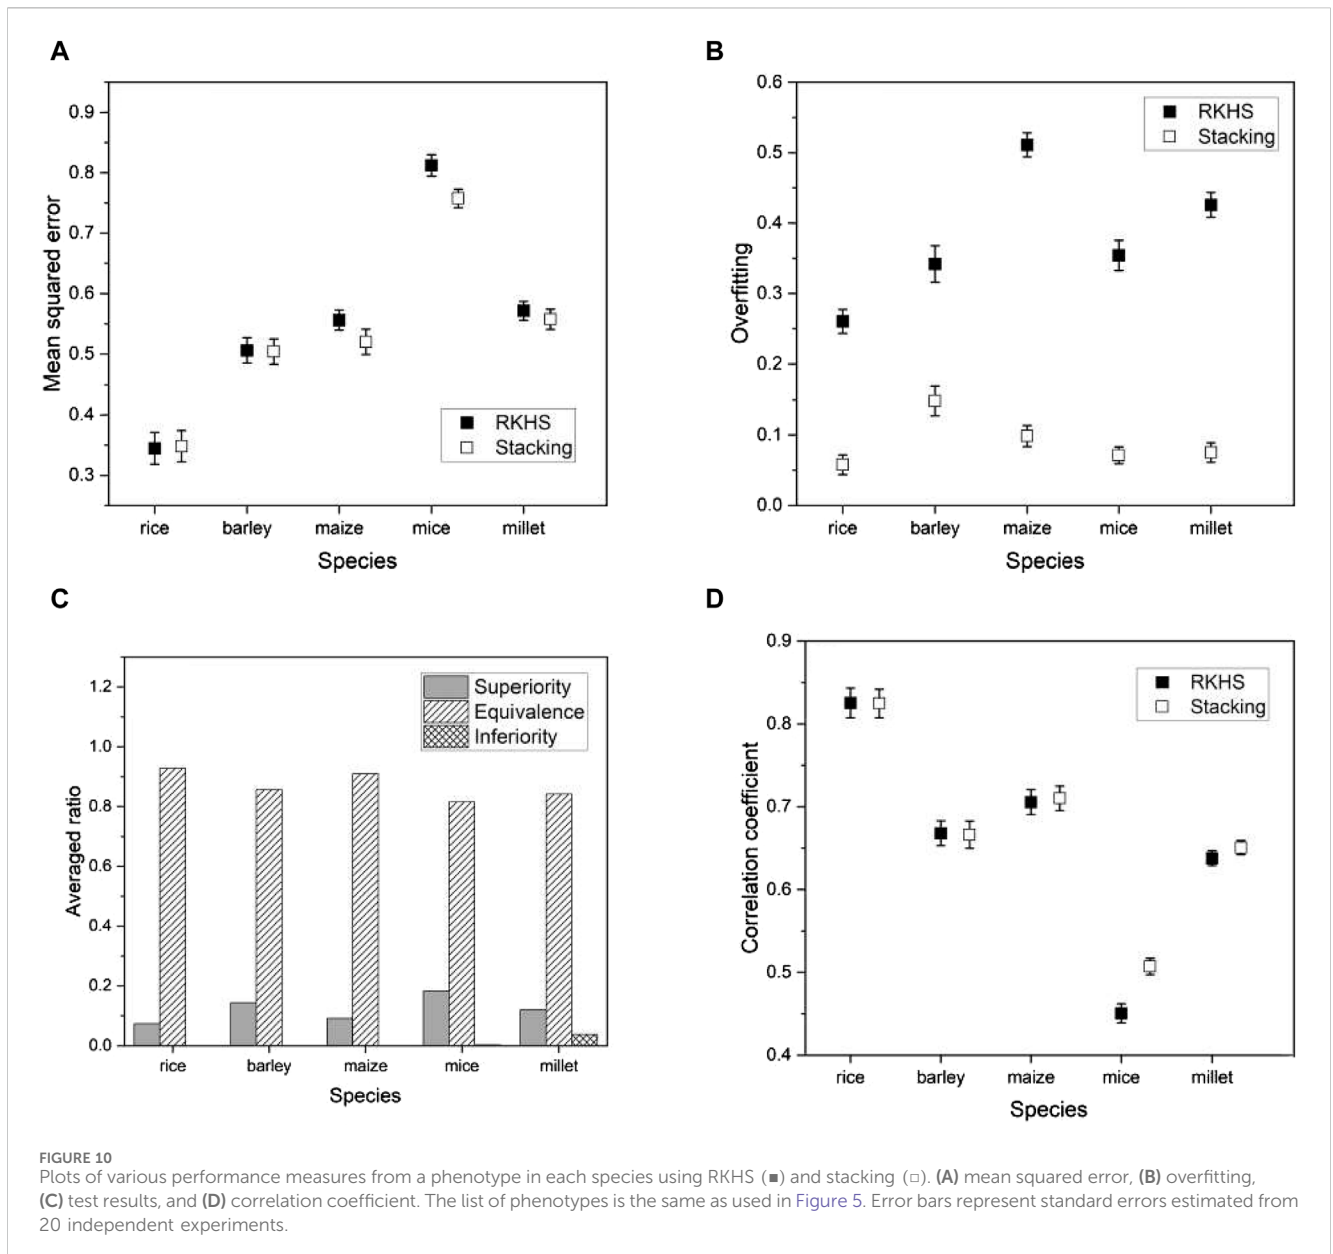 A
0.9
0.8
0.7
0.6
0.5
0.4
0.3
Mean squared error
RKHS
Stacking
rice barley maize mice millet
Species
B
0.6
0.5
0.4
0.3
0.2
0.1
0.0
Overfitting
RKHS
Stacking
rice barley maize mice millet
Species
C
1.2
1.0
0.8
0.6
0.4
0.2
0.0
Averaged ratio
Superiority
Equivalence
Inferiority
rice barley maize mice millet
Species
D
0.9
0.8
0.7
0.6
0.5
0.4
Correlation coefficient
RKHS
Stacking
rice barley maize mice millet
Species
FIGURE 10
Plots of various performance measures from a phenotype in each species using RKHS (■) and stacking (□). (A) mean squared error, (B) overfitting,
(C) test results, and (D) correlation coefficient. The list of phenotypes is the same as used in Figure 5. Error bars represent standard errors estimated from
20 independent experiments.